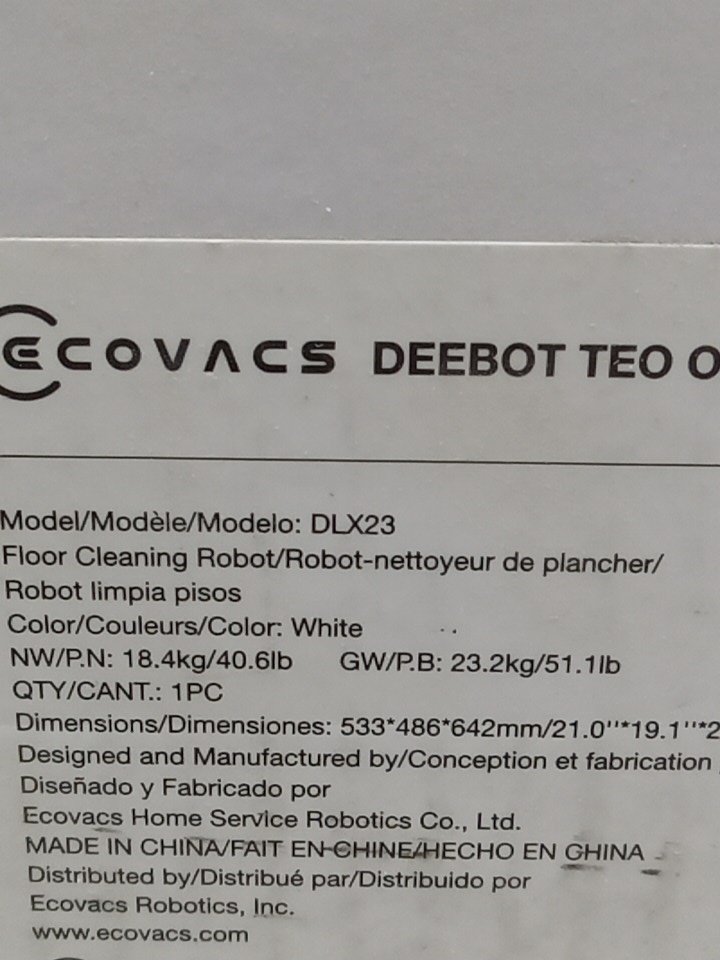 ECOVACS DEEBOT TEO O
Model/Modèle/Modelo: DLX23
Floor Cleaning Robot/Robot-nettoyeur de plancher/
Robot limpia pisos
Color/Couleurs/Color: White
NW/P.N: 18.4kg/40.6lb GW/P.B: 23.2kg/51.1lb
QTY/CANT.: 1PC
Dimensions/Dimensiones: 533*486*642mm/21.0''*19.1''*2
Designed and Manufactured by/Conception et fabrication
Diseñado y Fabricado por
Ecovacs Home Service Robotics Co., Ltd.
MADE IN CHINA/FAIT EN CHINE/HECHO EN CHINA
Distributed by/Distribué par/Distribuido por
Ecovacs Robotics, Inc.
www.ecovacs.com